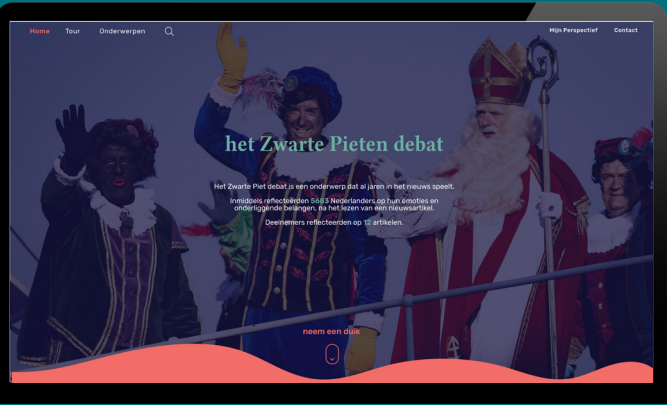 Home Tour Onderwerpen Mijn Perspectief Contact
het Zwarte Pieten debat
Het Zwarte Piet debat is een onderwerp dat al jaren in het nieuws speelt.
Inmiddels reflecteerden 5683 Nederlanders op hun emoties en
onderliggende belangen, na het lezen van een nieuwsartikel.
Deelnemers reflecteerden op 12 artikelen.
neem een duik